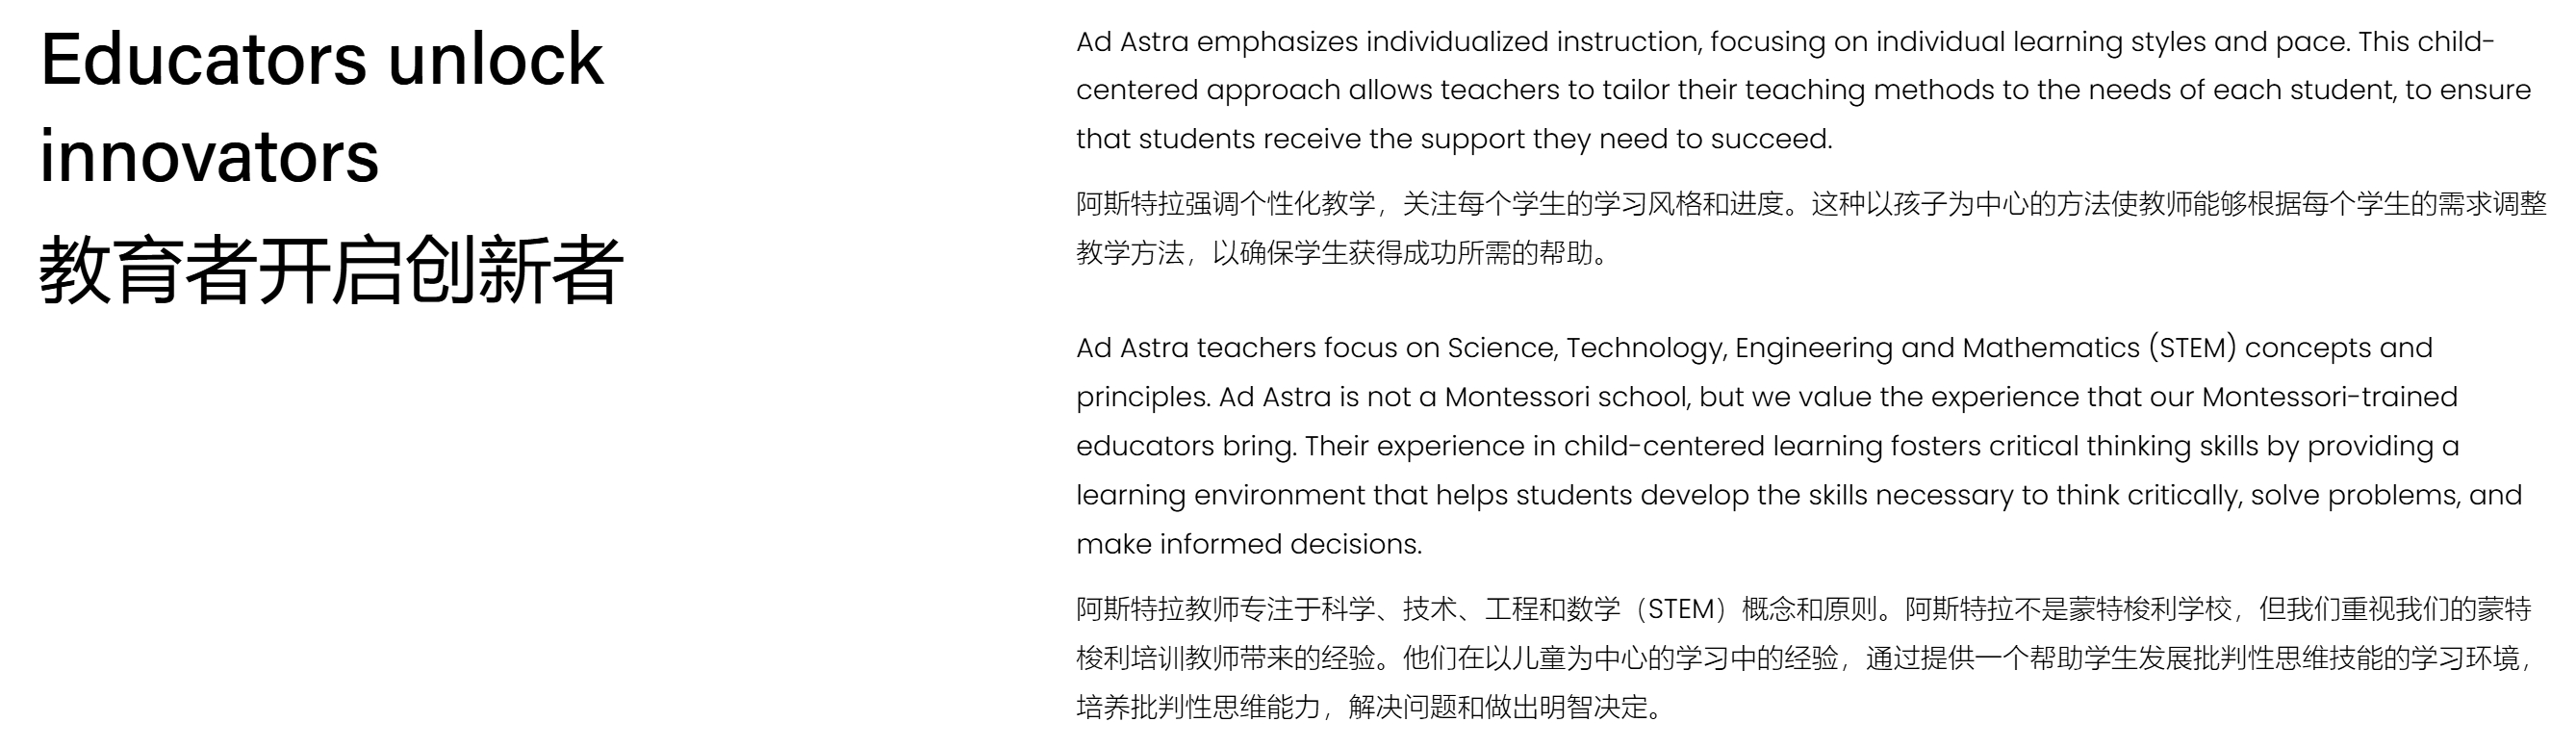 Educators unlock
innovators
教育者开启创新者
Ad Astra emphasizes individualized instruction, focusing on individual learning styles and pace. This child-
centered approach allows teachers to tailor their teaching methods to the needs of each student, to ensure
that students receive the support they need to succeed.
阿斯特拉强调个性化教学，关注每个学生的学习风格和进度。这种以孩子为中心的方法使教师能够根据每个学生的需求调整
教学方法，以确保学生获得成功所需的帮助。
Ad Astra teachers focus on Science, Technology, Engineering and Mathematics (STEM) concepts and
principles. Ad Astra is not a Montessori school, but we value the experience that our Montessori-trained
educators bring. Their experience in child-centered learning fosters critical thinking skills by providing a
learning environment that helps students develop the skills necessary to think critically, solve problems, and
make informed decisions.
阿斯特拉教师专注于科学、技术、工程和数学（STEM）概念和原则。阿斯特拉不是蒙特梭利学校，但我们重视我们的蒙特
梭利培训教师带来的经验。他们在以儿童为中心的学习中的经验，通过提供一个帮助学生发展批判性思维技能的学习环境，
培养批判性思维能力，解决问题和做出明智决定。